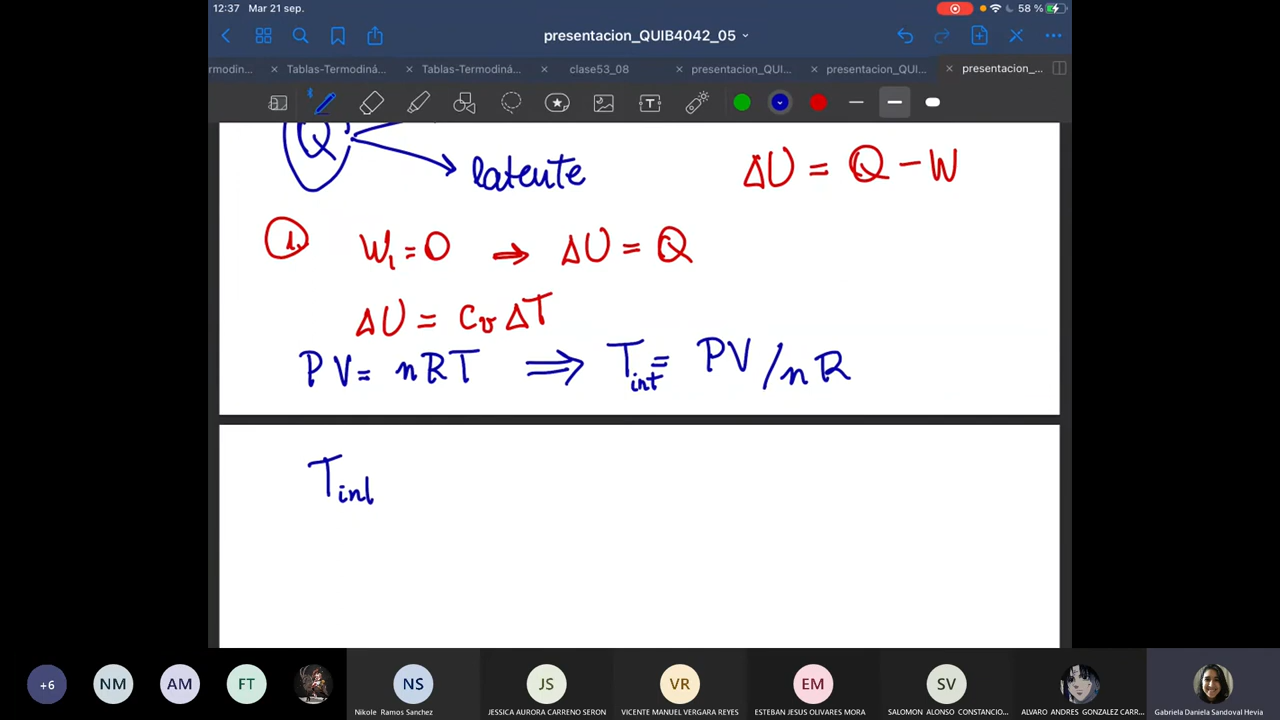 12:37 Mar 21 sep.
58 %
presentacion_QUIB4042_05
ermodin...
Tablas-Termodiná...
Tablas-Termodiná...
clase53_08
presentacion_QUI...
presentacion_QUI...
presentacion_...
Q
latente
ΔU = Q - W
1.
W₁ = 0 → ΔU = Q
ΔU = Cv ΔT
PV = nRT ⟹ Tint = PV/nR
Tint
+6
NM
AM
FT
NS
JS
VR
EM
SV
Nikole Ramos Sanchez
JESSICA AURORA CARRENO SERON
VICENTE MANUEL VERGARA REYES
ESTEBAN JESUS OLIVARES MORA
SALOMON ALONSO CONSTANCIO...
ALVARO ANDRES GONZALEZ CARR...
Gabriela Daniela Sandoval Hevia